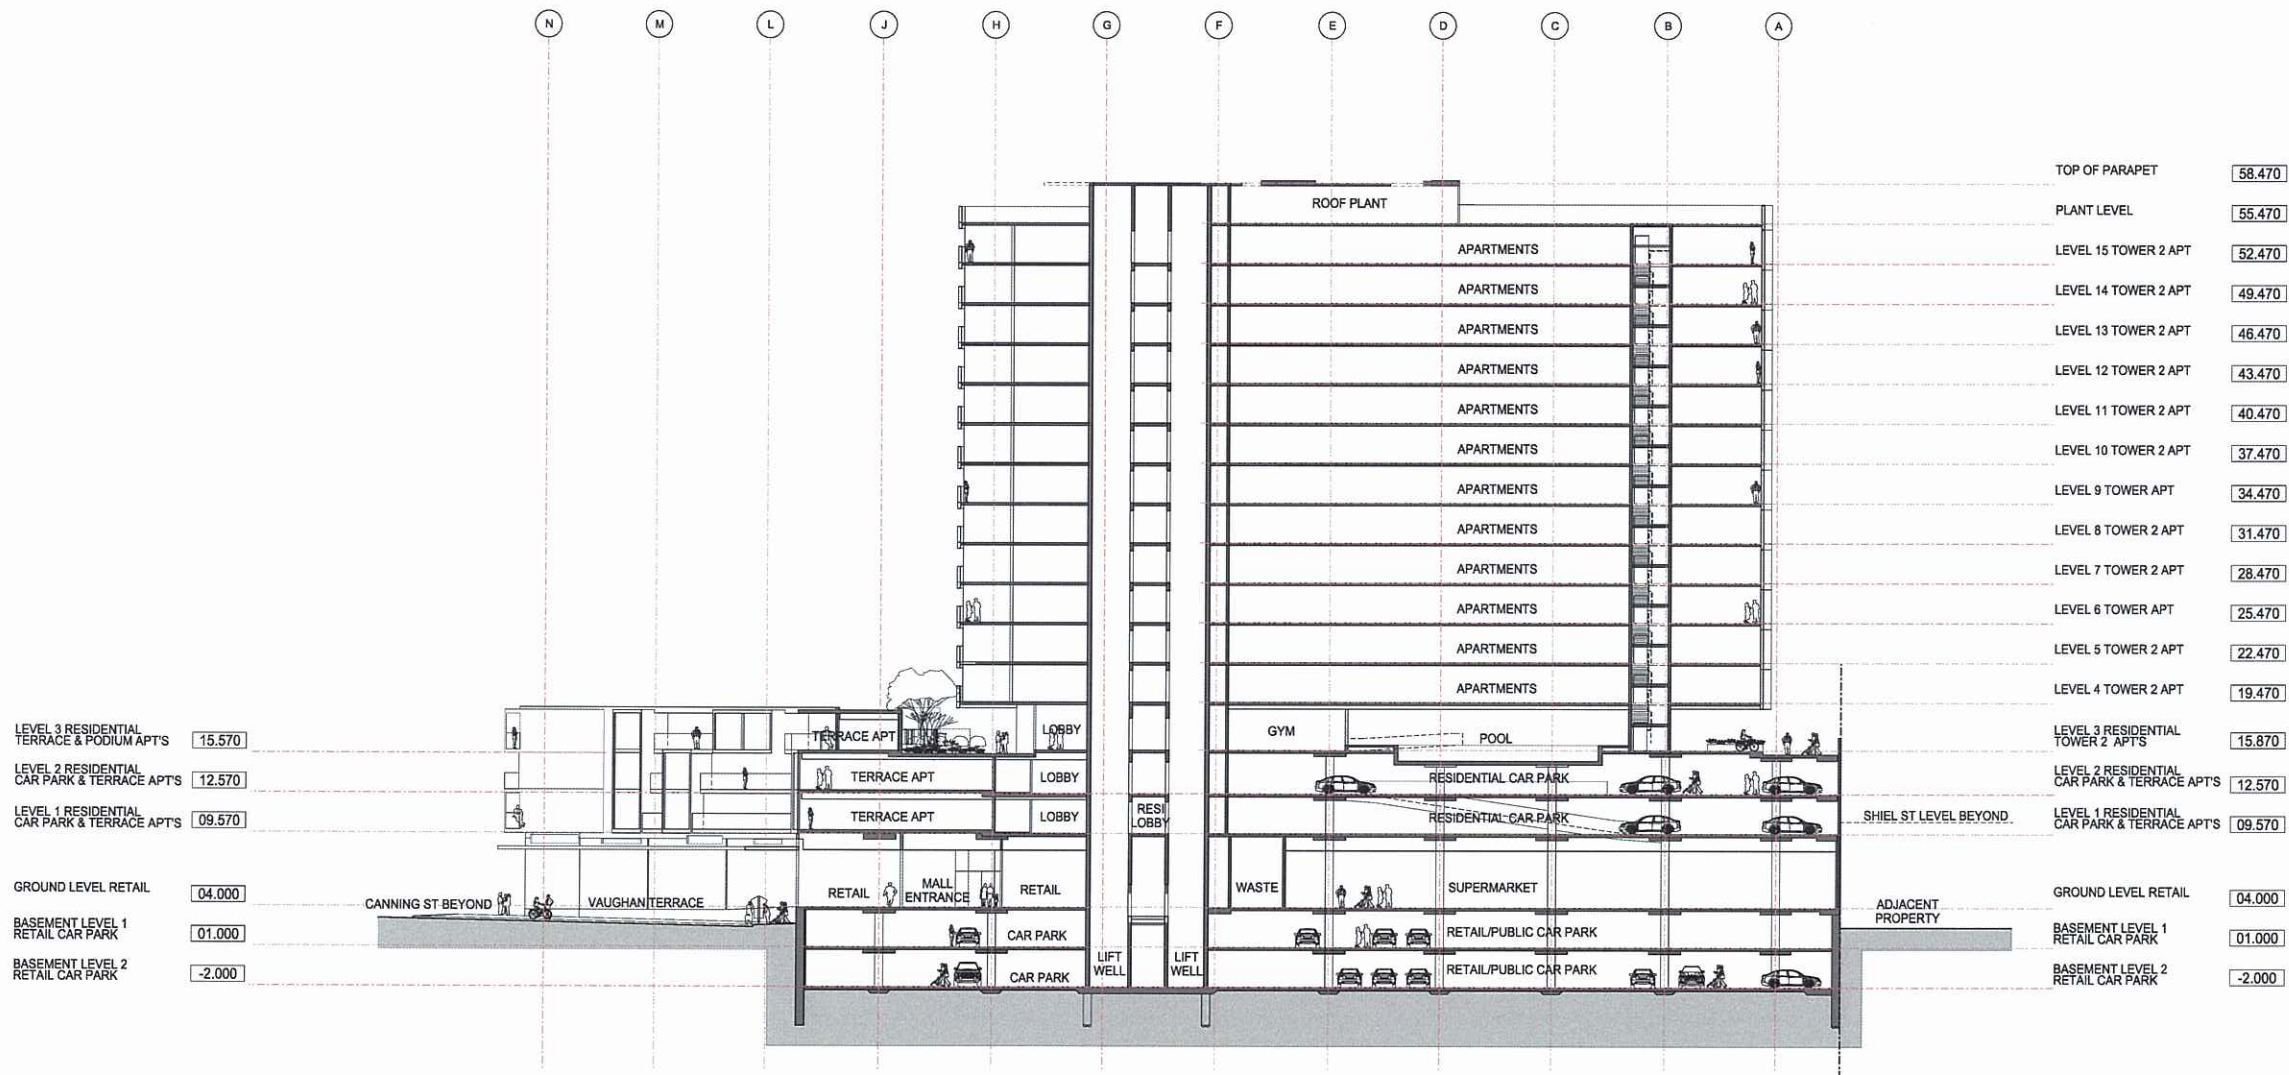 N
M
L
J
H
G
F
E
D
C
B
A
TOP OF PARAPET 58.470
ROOF PLANT
PLANT LEVEL 55.470
APARTMENTS
LEVEL 15 TOWER 2 APT 52.470
APARTMENTS
LEVEL 14 TOWER 2 APT 49.470
APARTMENTS
LEVEL 13 TOWER 2 APT 46.470
APARTMENTS
LEVEL 12 TOWER 2 APT 43.470
APARTMENTS
LEVEL 11 TOWER 2 APT 40.470
APARTMENTS
LEVEL 10 TOWER 2 APT 37.470
APARTMENTS
LEVEL 9 TOWER APT 34.470
APARTMENTS
LEVEL 8 TOWER 2 APT 31.470
APARTMENTS
LEVEL 7 TOWER 2 APT 28.470
APARTMENTS
LEVEL 6 TOWER APT 25.470
APARTMENTS
LEVEL 5 TOWER 2 APT 22.470
APARTMENTS
LEVEL 4 TOWER 2 APT 19.470
LEVEL 3 RESIDENTIAL
TERRACE & PODIUM APT'S 15.570
TERRACE APT
LOBBY
GYM
POOL
LEVEL 3 RESIDENTIAL
TOWER 2 APT'S 15.870
LEVEL 2 RESIDENTIAL
CAR PARK & TERRACE APT'S 12.570
TERRACE APT
LOBBY
RESIDENTIAL CAR PARK
LEVEL 2 RESIDENTIAL
CAR PARK & TERRACE APT'S 12.570
LEVEL 1 RESIDENTIAL
CAR PARK & TERRACE APT'S 09.570
TERRACE APT
LOBBY
RESI
LOBBY
RESIDENTIAL CAR PARK
SHIEL ST LEVEL BEYOND
LEVEL 1 RESIDENTIAL
CAR PARK & TERRACE APT'S 09.570
GROUND LEVEL RETAIL 04.000
CANNING ST BEYOND
VAUGHAN TERRACE
RETAIL
MALL
ENTRANCE
RETAIL
WASTE
SUPERMARKET
GROUND LEVEL RETAIL 04.000
ADJACENT
PROPERTY
BASEMENT LEVEL 1
RETAIL CAR PARK 01.000
CAR PARK
RETAIL/PUBLIC CAR PARK
BASEMENT LEVEL 1
RETAIL CAR PARK 01.000
BASEMENT LEVEL 2
RETAIL CAR PARK -2.000
CAR PARK
LIFT
WELL
LIFT
WELL
RETAIL/PUBLIC CAR PARK
BASEMENT LEVEL 2
RETAIL CAR PARK -2.000